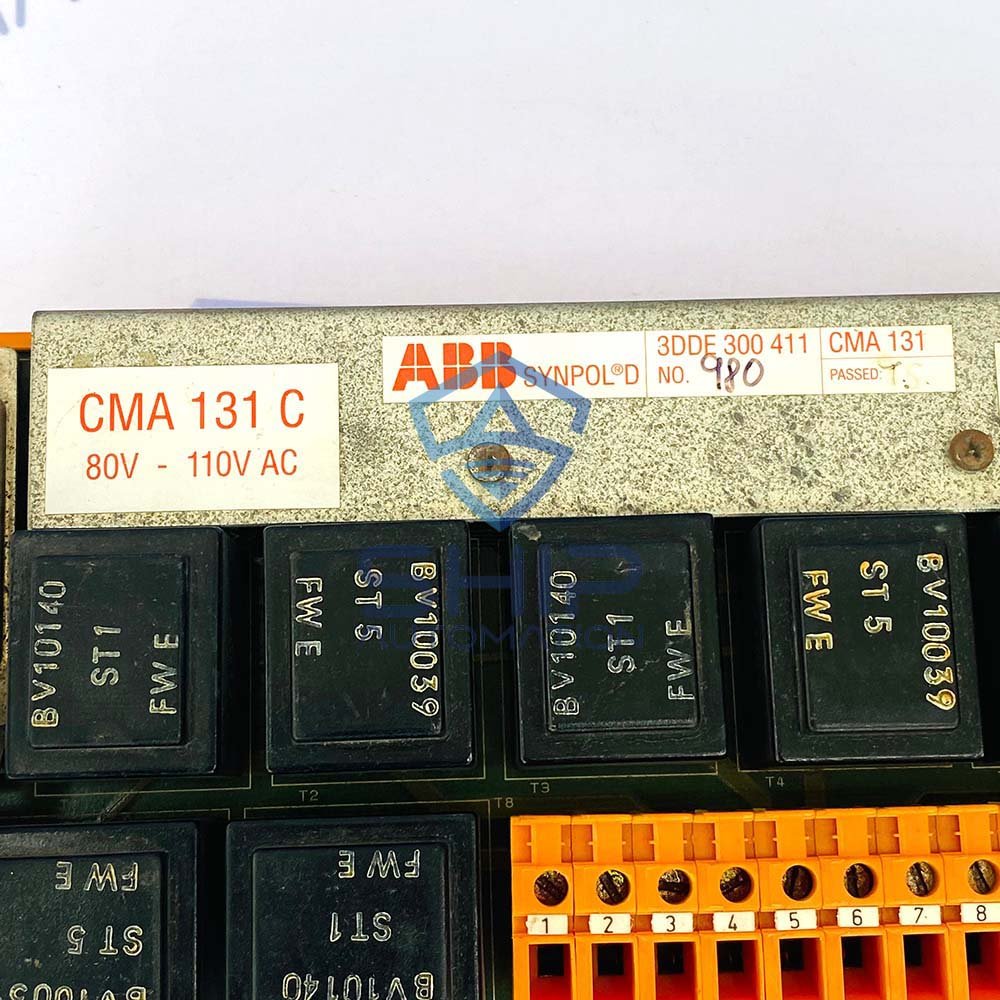 CMA 131 C
80V - 110V AC
ABB SYNPOL®D
3DDE 300 411
NO. 980
CMA 131
PASSED: T.S.
SHIP
AUTOMATION
BV10140
ST1
FWE
BV10039
ST5
FWE
BV10140
ST1
FWE
BV10039
ST5
FWE
T2
T3
T4
T8
FWE
ST5
FWE
ST1
BV10140
1 2 3 4 5 6 7 8